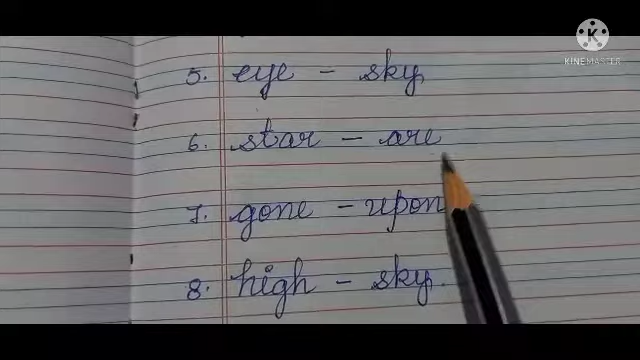 K
KINEMASTER
5. eye - sky
6. star - are
7. gone - upon
8. high - sky.